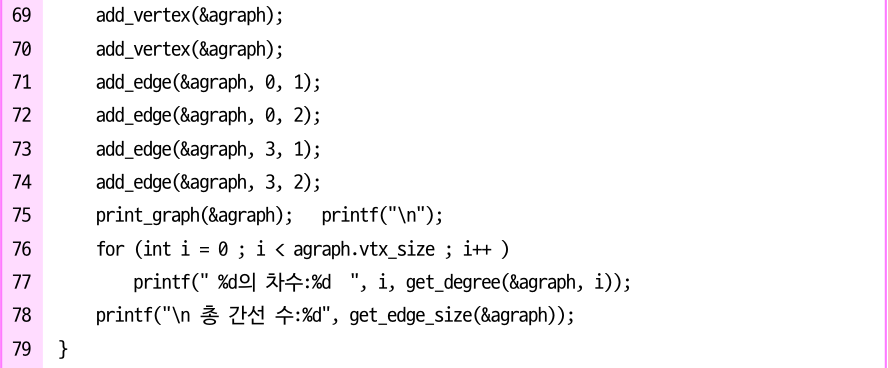 69 add_vertex(&agraph);
70 add_vertex(&agraph);
71 add_edge(&agraph, 0, 1);
72 add_edge(&agraph, 0, 2);
73 add_edge(&agraph, 3, 1);
74 add_edge(&agraph, 3, 2);
75 print_graph(&agraph);   printf("\n");
76 for (int i = 0 ; i < agraph.vtx_size ; i++ )
77 printf(" %d의 차수:%d  ", i, get_degree(&agraph, i));
78 printf("\n 총 간선 수:%d", get_edge_size(&agraph));
79 }